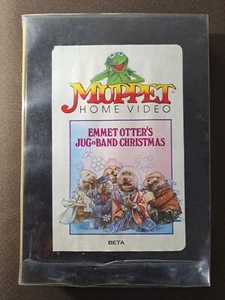 MUPPET
HOME VIDEO
EMMET OTTER'S
JUG-BAND CHRISTMAS
BETA